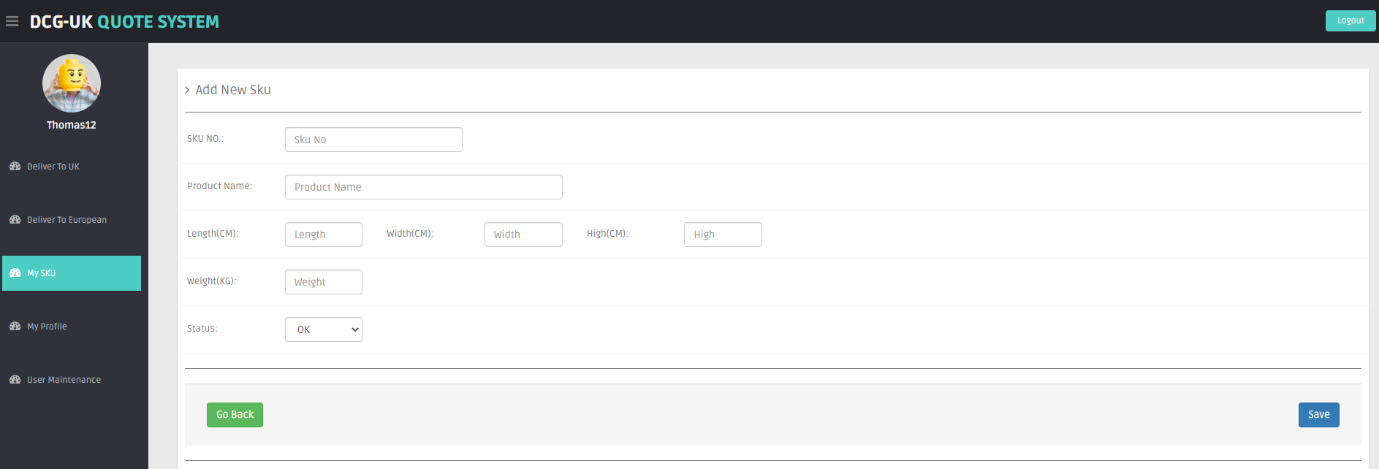 DCG-UK QUOTE SYSTEM
Logout
Thomas12
Deliver To UK
Deliver To European
My SKU
My Profile
User Maintenance
Add New Sku
SKU NO.: Sku No
Product Name: Product Name
Length(CM): Length Width(CM): Width High(CM): High
Weight(KG): Weight
Status: OK
Go Back Save